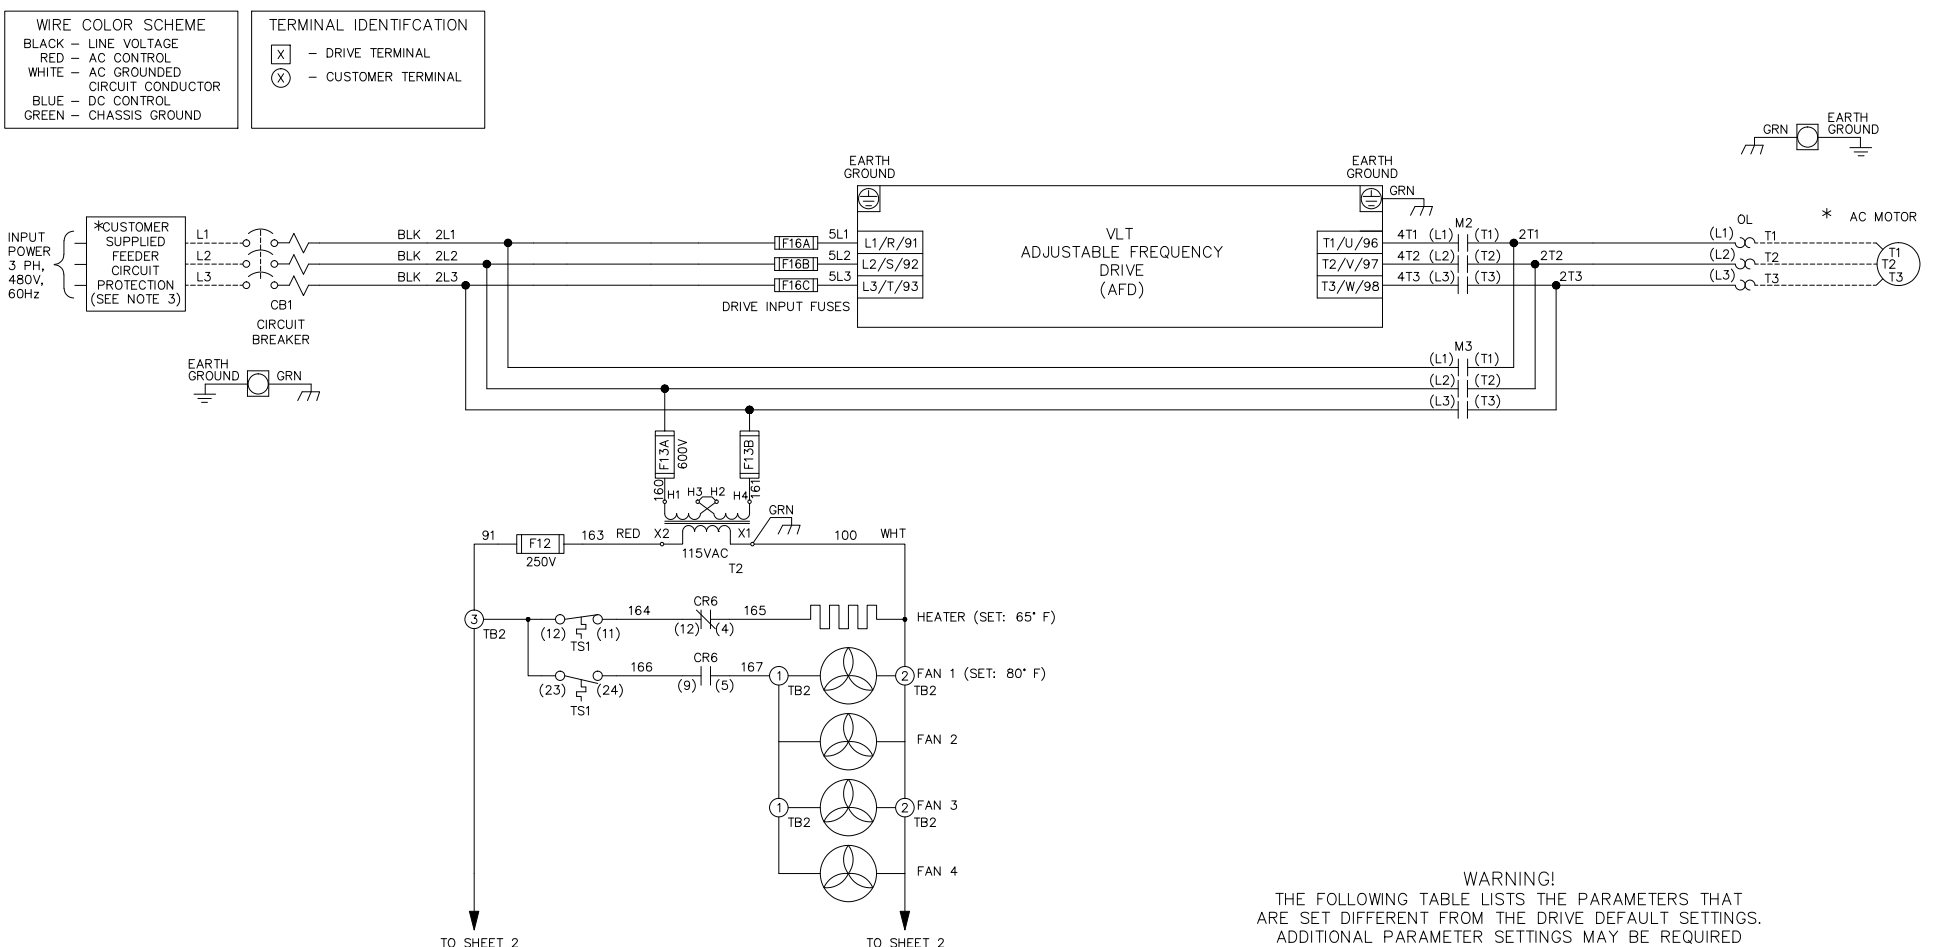 WIRE COLOR SCHEME
BLACK – LINE VOLTAGE
RED – AC CONTROL
WHITE – AC GROUNDED
CIRCUIT CONDUCTOR
BLUE – DC CONTROL
GREEN – CHASSIS GROUND
TERMINAL IDENTIFCATION
X – DRIVE TERMINAL
X – CUSTOMER TERMINAL
GRN
EARTH
GROUND
INPUT
POWER
3 PH,
480V,
60Hz
*CUSTOMER
SUPPLIED
FEEDER
CIRCUIT
PROTECTION
(SEE NOTE 3)
L1
L2
L3
CB1
CIRCUIT
BREAKER
BLK 2L1
BLK 2L2
BLK 2L3
F16A 5L1
F16B 5L2
F16C 5L3
DRIVE INPUT FUSES
EARTH
GROUND
L1/R/91
L2/S/92
L3/T/93
VLT
ADJUSTABLE FREQUENCY
DRIVE
(AFD)
EARTH
GROUND
GRN
T1/U/96
T2/V/97
T3/W/98
M2
4T1 (L1) (T1) 2T1
4T2 (L2) (T2) 2T2
4T3 (L3) (T3) 2T3
OL
(L1) T1
(L2) T2
(L3) T3
* AC MOTOR
T1
T2
T3
M3
(L1) (T1)
(L2) (T2)
(L3) (T3)
EARTH
GROUND
GRN
F13A
600V
F13B
160
H1 H3 H2 H4
161
GRN
91 F12 163 RED X2 X1 100 WHT
250V
115VAC
T2
3
TB2
(12) (11)
TS1
164
CR6
(12) (4)
165
HEATER (SET: 65° F)
(23) (24)
TS1
166
CR6
(9) (5)
167
1
TB2
2
TB2
FAN 1 (SET: 80° F)
FAN 2
1
TB2
2
TB2
FAN 3
FAN 4
TO SHEET 2
TO SHEET 2
WARNING!
THE FOLLOWING TABLE LISTS THE PARAMETERS THAT
ARE SET DIFFERENT FROM THE DRIVE DEFAULT SETTINGS.
ADDITIONAL PARAMETER SETTINGS MAY BE REQUIRED